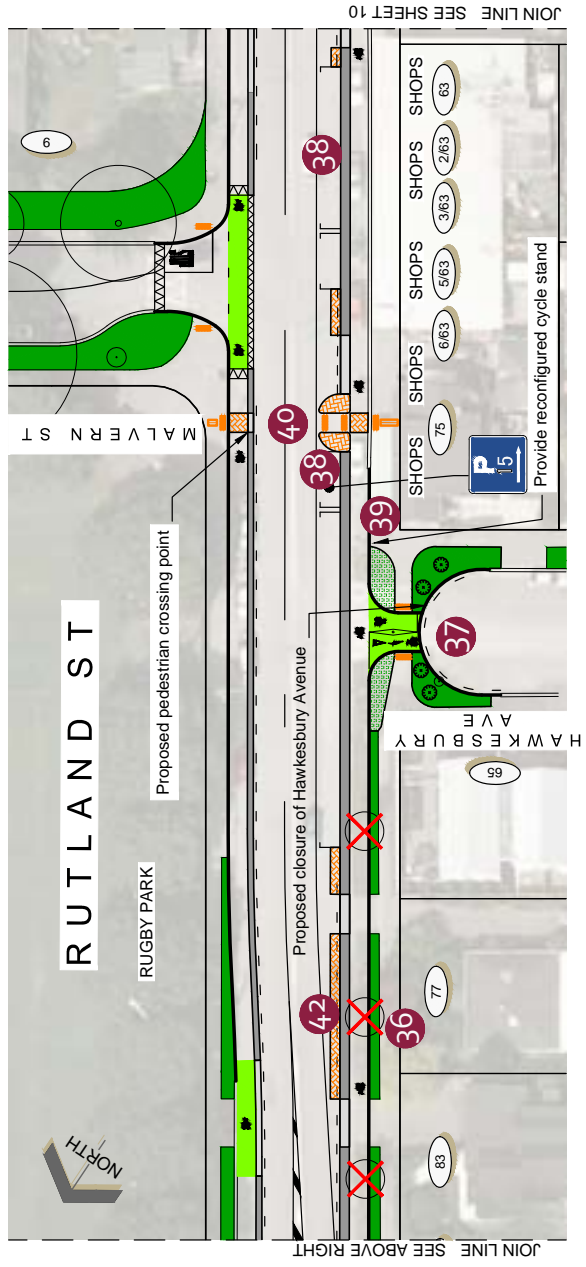 RUTLAND ST
RUGBY PARK
NORTH
MALVERN ST
HAWKESBURY
AVE
Proposed pedestrian crossing point
Proposed closure of Hawkesbury Avenue
Provide reconfigured cycle stand
P
15
SHOPS
SHOPS
SHOPS
SHOPS
SHOPS
9
83
77
65
75
6/63
5/63
3/63
2/63
63
36
42
37
39
38
40
38
JOIN LINE SEE ABOVE RIGHT
JOIN LINE SEE SHEET 10